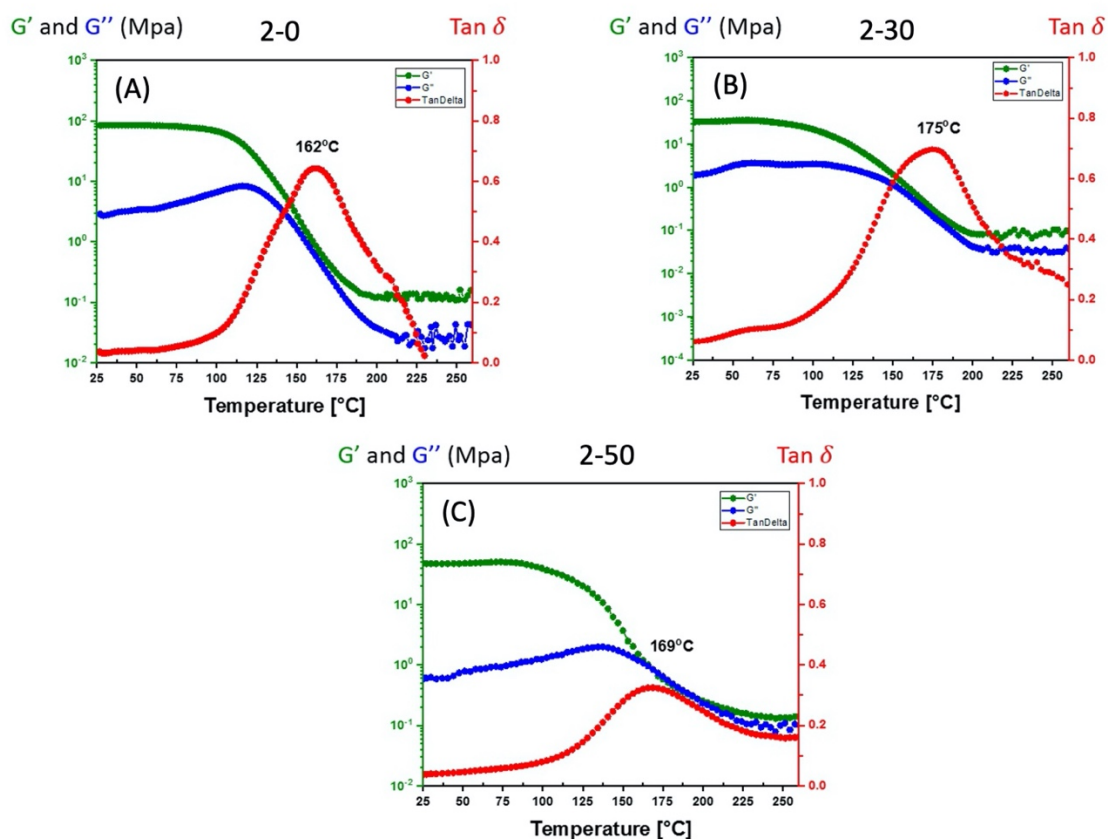 G′ and G′′ (Mpa) 2-0 Tan δ
(A)
G'
G''
TanDelta
162°C
10³
10²
10¹
10⁰
10⁻¹
10⁻²
1.0
0.8
0.6
0.4
0.2
0.0
25 50 75 100 125 150 175 200 225 250
Temperature [°C]
G′ and G′′ (Mpa) 2-30 Tan δ
(B)
G'
G''
TanDelta
175°C
10⁴
10³
10²
10¹
10⁰
10⁻¹
10⁻²
10⁻³
10⁻⁴
1.0
0.8
0.6
0.4
0.2
0.0
25 50 75 100 125 150 175 200 225 250
Temperature [°C]
G′ and G′′ (Mpa) 2-50 Tan δ
(C)
G'
G''
TanDelta
169°C
10³
10²
10¹
10⁰
10⁻¹
10⁻²
1.0
0.8
0.6
0.4
0.2
0.0
25 50 75 100 125 150 175 200 225 250
Temperature [°C]